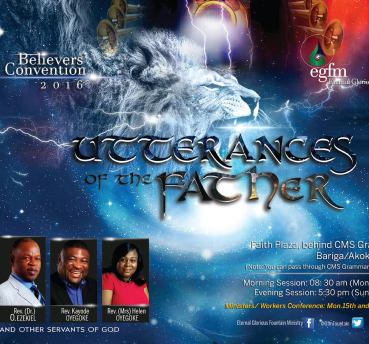 Believers
Convention
2016
egfm
UTTERANCES
OF THE FATHER
Faith Plaza, behind CMS Gra
Bariga/Akok
(Note: You can pass through CMS Grammar
Morning Session: 08: 30 am (Mon
Evening Session: 5:30 pm (Sun
(Ministers/ Workers Conference: Mon.15th and
Rev. (Dr.)
O.EZEKIEL
Rev. Kayode
OYEGOKE
Rev. (Mrs) Helen
OYEGOKE
AND OTHER SERVANTS OF GOD
Eternal Glorious Fountain Ministry